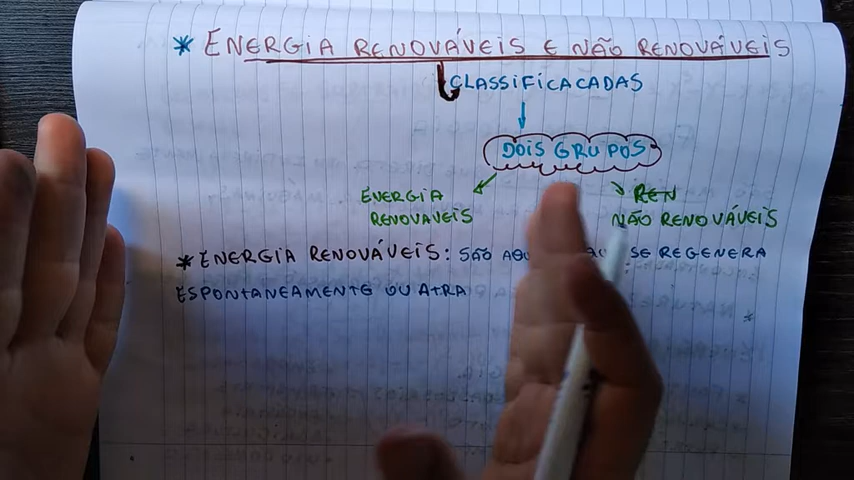 * ENERGIA RENOVÁVEIS E NÃO RENOVÁVEIS
CLASSIFICACADAS
DOIS GRUPOS
ENERGIA
RENOVAVEIS
REN
NÃO RENOVÁVEIS
* ENERGIA RENOVÁVEIS: SÃO SE REGENERA
ESPONTANEAMENTE OU ATRA
*